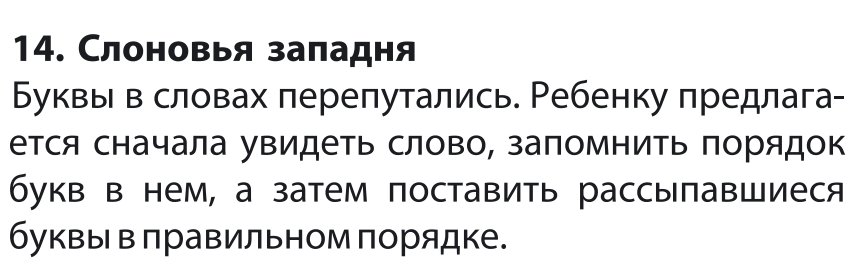 14. Слоновья западня
Буквы в словах перепутались. Ребенку предлага-
ется сначала увидеть слово, запомнить порядок
букв в нем, а затем поставить рассыпавшиеся
буквы в правильном порядке.